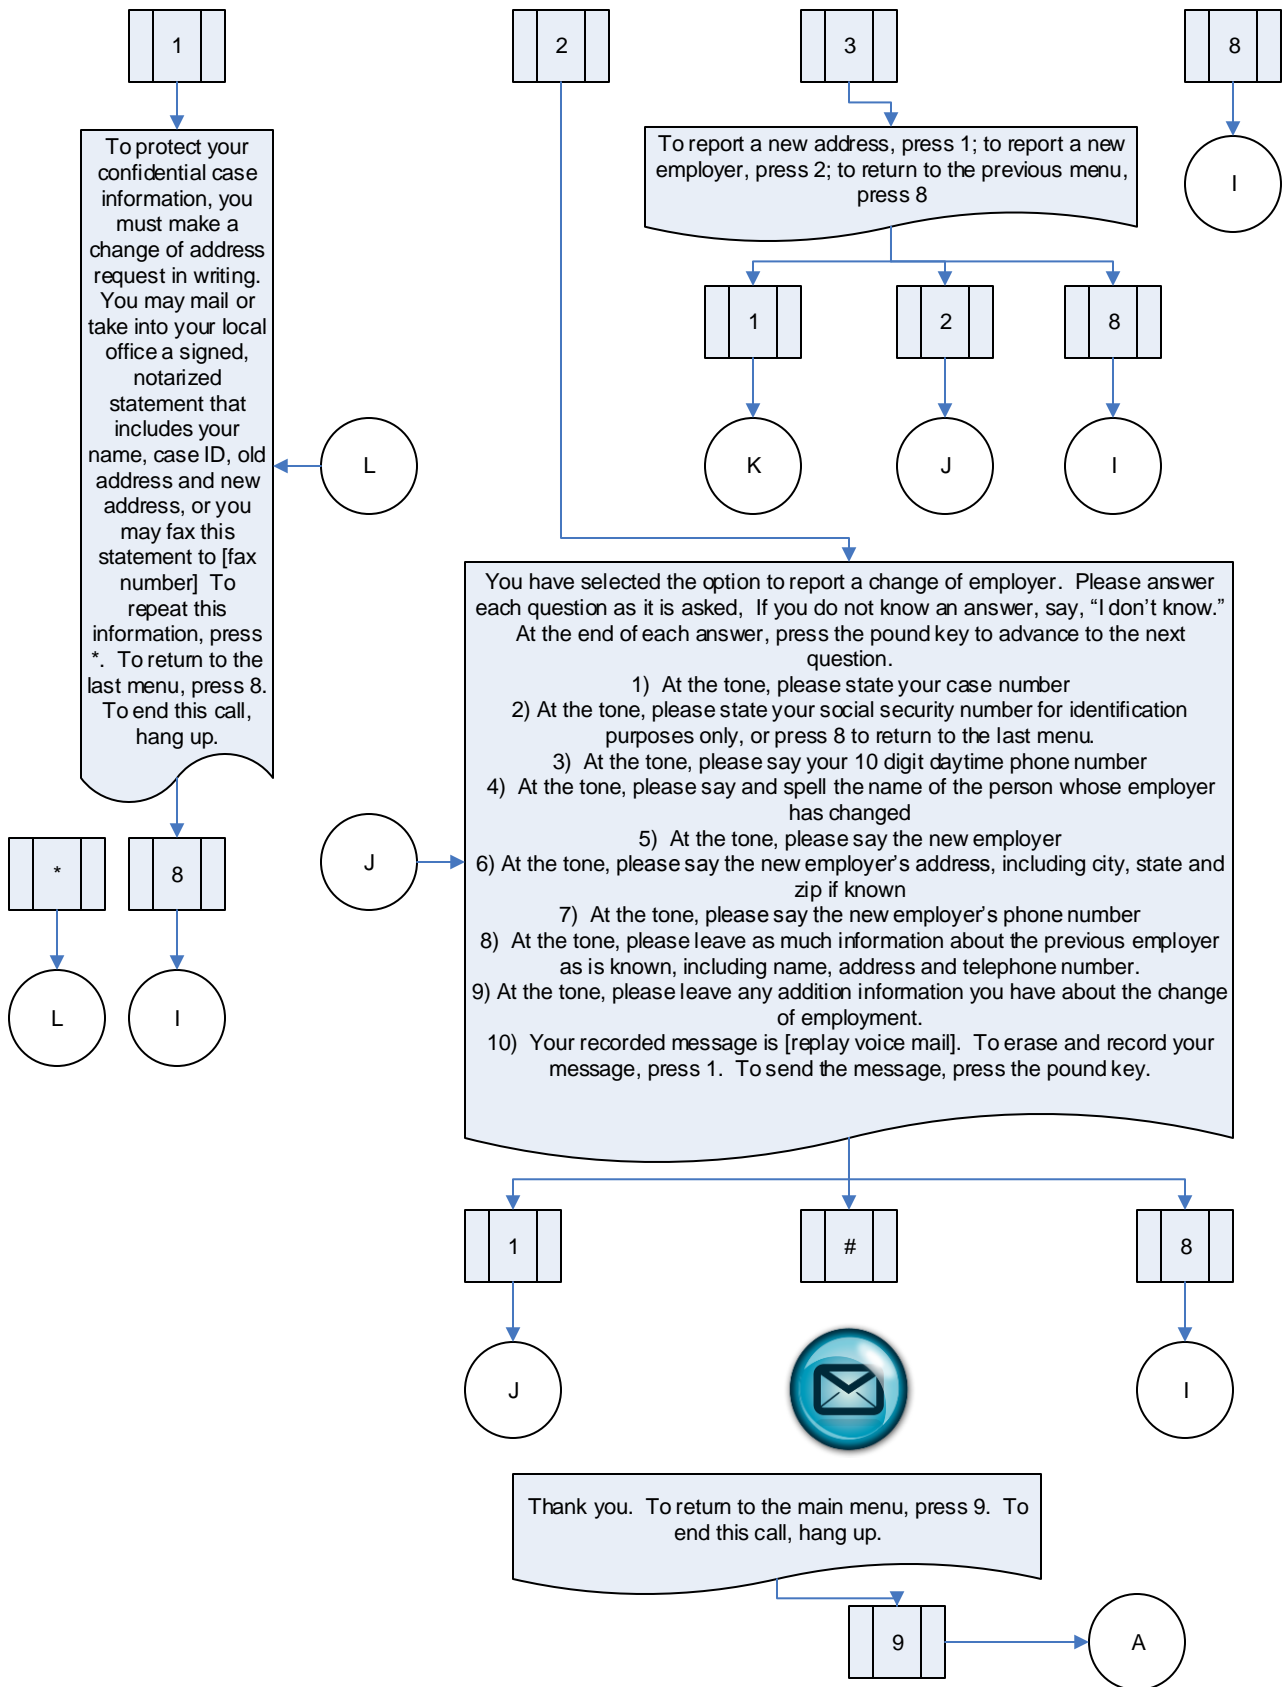 1
2
3
8
To protect your
confidential case
information, you
must make a
change of address
request in writing.
You may mail or
take into your local
office a signed,
notarized
statement that
includes your
name, case ID, old
address and new
address, or you
may fax this
statement to [fax
number]  To
repeat this
information, press
*.  To return to the
last menu, press 8.
To end this call,
hang up.
To report a new address, press 1; to report a new
employer, press 2; to return to the previous menu,
press 8
I
1
2
8
L
K
J
I
You have selected the option to report a change of employer.  Please answer
each question as it is asked,  If you do not know an answer, say, “I don’t know.”
At the end of each answer, press the pound key to advance to the next
question.
1)  At the tone, please state your case number
2) At the tone, please state your social security number for identification
purposes only, or press 8 to return to the last menu.
3)  At the tone, please say your 10 digit daytime phone number
4)  At the tone, please say and spell the name of the person whose employer
has changed
5)  At the tone, please say the new employer
6) At the tone, please say the new employer’s address, including city, state and
zip if known
7)  At the tone, please say the new employer’s phone number
8)  At the tone, please leave as much information about the previous employer
as is known, including name, address and telephone number.
9) At the tone, please leave any addition information you have about the change
of employment.
10)  Your recorded message is [replay voice mail].  To erase and record your
message, press 1.  To send the message, press the pound key.
J
*
8
L
I
1
#
8
J
I
Thank you.  To return to the main menu, press 9.  To
end this call, hang up.
9
A